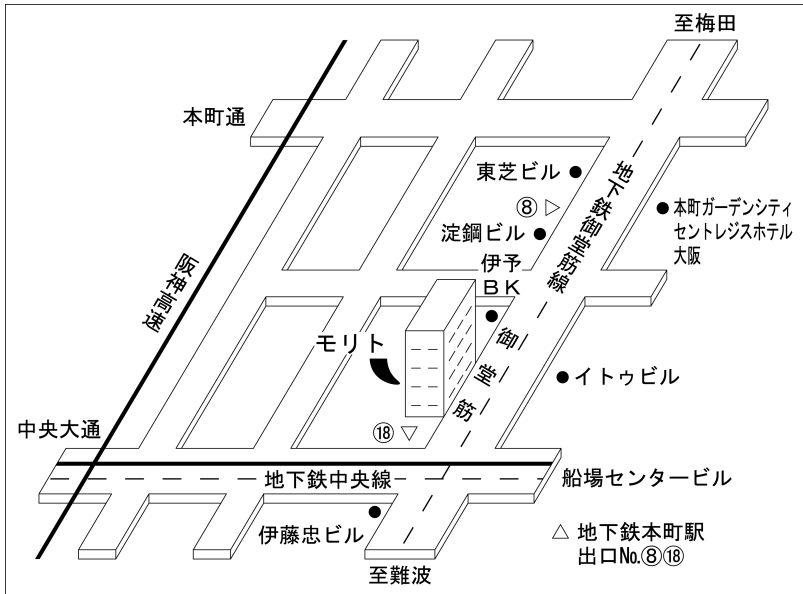 至梅田
本町通
東芝ビル
⑧
淀鋼ビル
地下鉄御堂筋線
本町ガーデンシティ
セントレジスホテル
大阪
阪神高速
伊予
BK
モリト
御堂筋
イトゥビル
⑱
中央大通
地下鉄中央線
船場センタービル
伊藤忠ビル
至難波
△ 地下鉄本町駅
出口No.⑧⑱